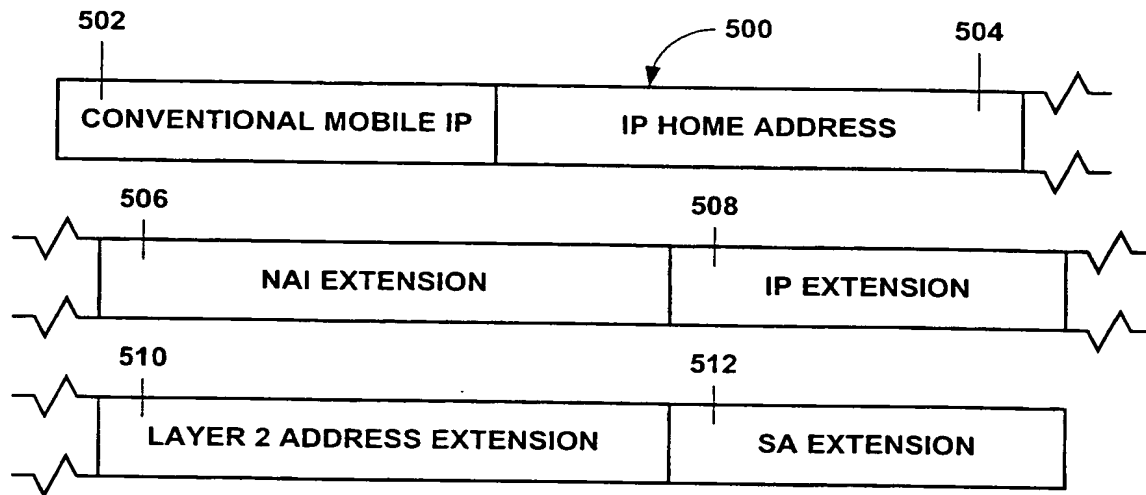 502 500 504
CONVENTIONAL MOBILE IP IP HOME ADDRESS
506 508
NAI EXTENSION IP EXTENSION
510 512
LAYER 2 ADDRESS EXTENSION SA EXTENSION